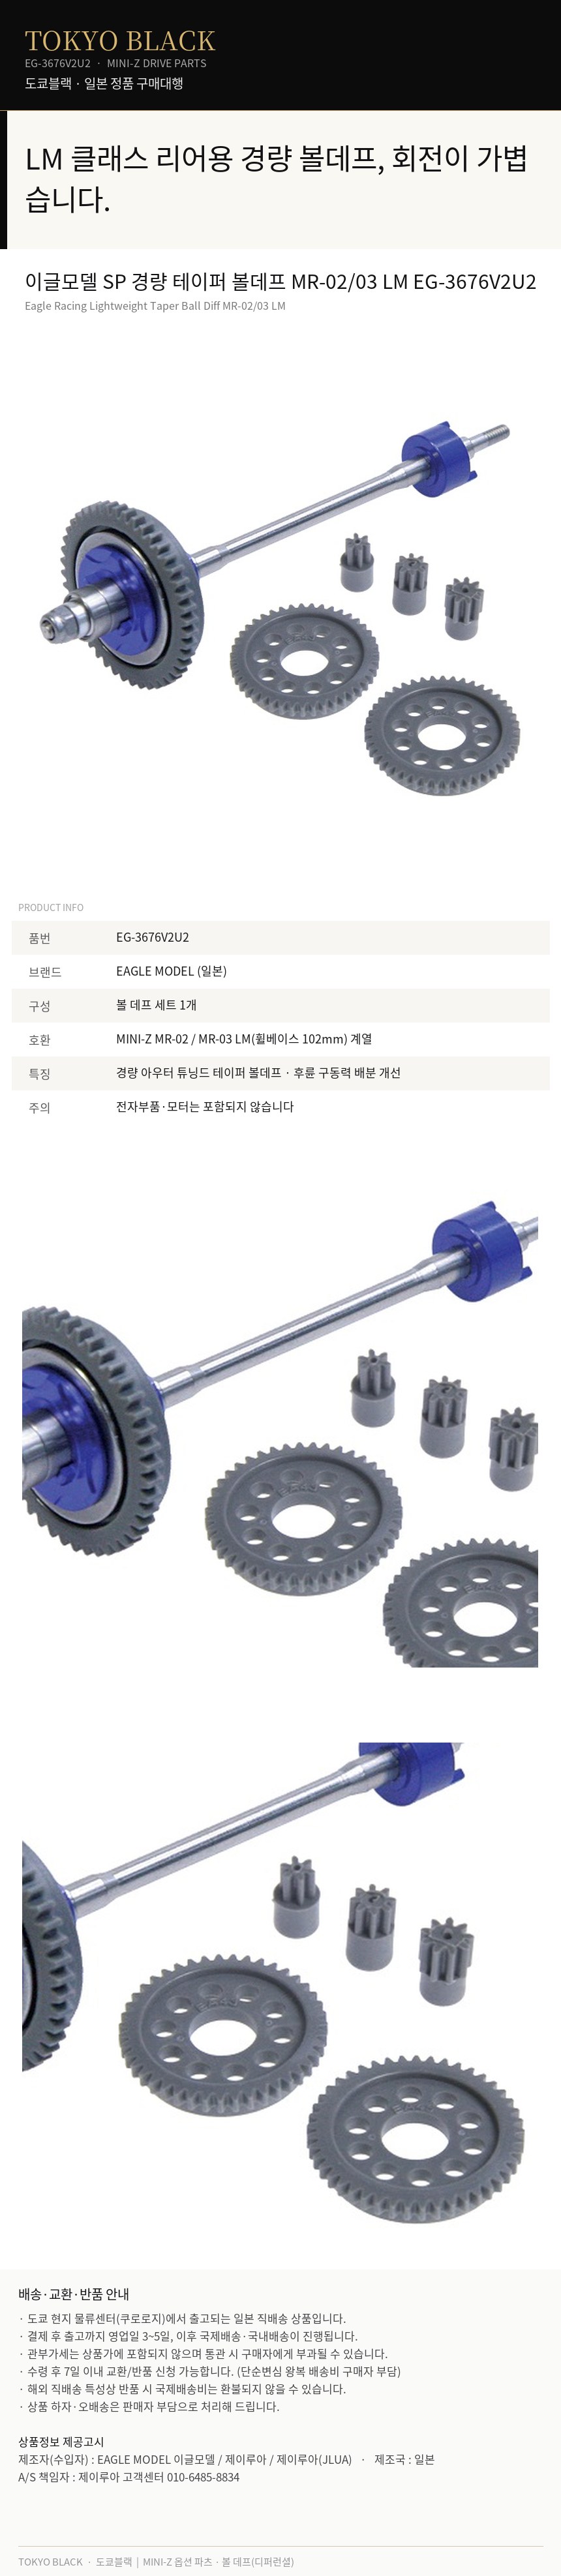 TOKYO BLACK
EG-3676V2U2 · MINI-Z DRIVE PARTS
도쿄블랙 · 일본 정품 구매대행
LM 클래스 리어용 경량 볼데프, 회전이 가볍
습니다.
이글모델 SP 경량 테이퍼 볼데프 MR-02/03 LM EG-3676V2U2
Eagle Racing Lightweight Taper Ball Diff MR-02/03 LM
PRODUCT INFO
품번 EG-3676V2U2
브랜드 EAGLE MODEL (일본)
구성 볼 데프 세트 1개
호환 MINI-Z MR-02 / MR-03 LM(휠베이스 102mm) 계열
특징 경량 아우터 튜닝드 테이퍼 볼데프 · 후륜 구동력 배분 개선
주의 전자부품·모터는 포함되지 않습니다
배송·교환·반품 안내
· 도쿄 현지 물류센터(쿠로로지)에서 출고되는 일본 직배송 상품입니다.
· 결제 후 출고까지 영업일 3~5일, 이후 국제배송·국내배송이 진행됩니다.
· 관부가세는 상품가에 포함되지 않으며 통관 시 구매자에게 부과될 수 있습니다.
· 수령 후 7일 이내 교환/반품 신청 가능합니다. (단순변심 왕복 배송비 구매자 부담)
· 해외 직배송 특성상 반품 시 국제배송비는 환불되지 않을 수 있습니다.
· 상품 하자·오배송은 판매자 부담으로 처리해 드립니다.
상품정보 제공고시
제조자(수입자) : EAGLE MODEL 이글모델 / 제이루아 / 제이루아(JLUA) · 제조국 : 일본
A/S 책임자 : 제이루아 고객센터 010-6485-8834
TOKYO BLACK · 도쿄블랙 | MINI-Z 옵션 파츠 · 볼 데프(디퍼런셜)